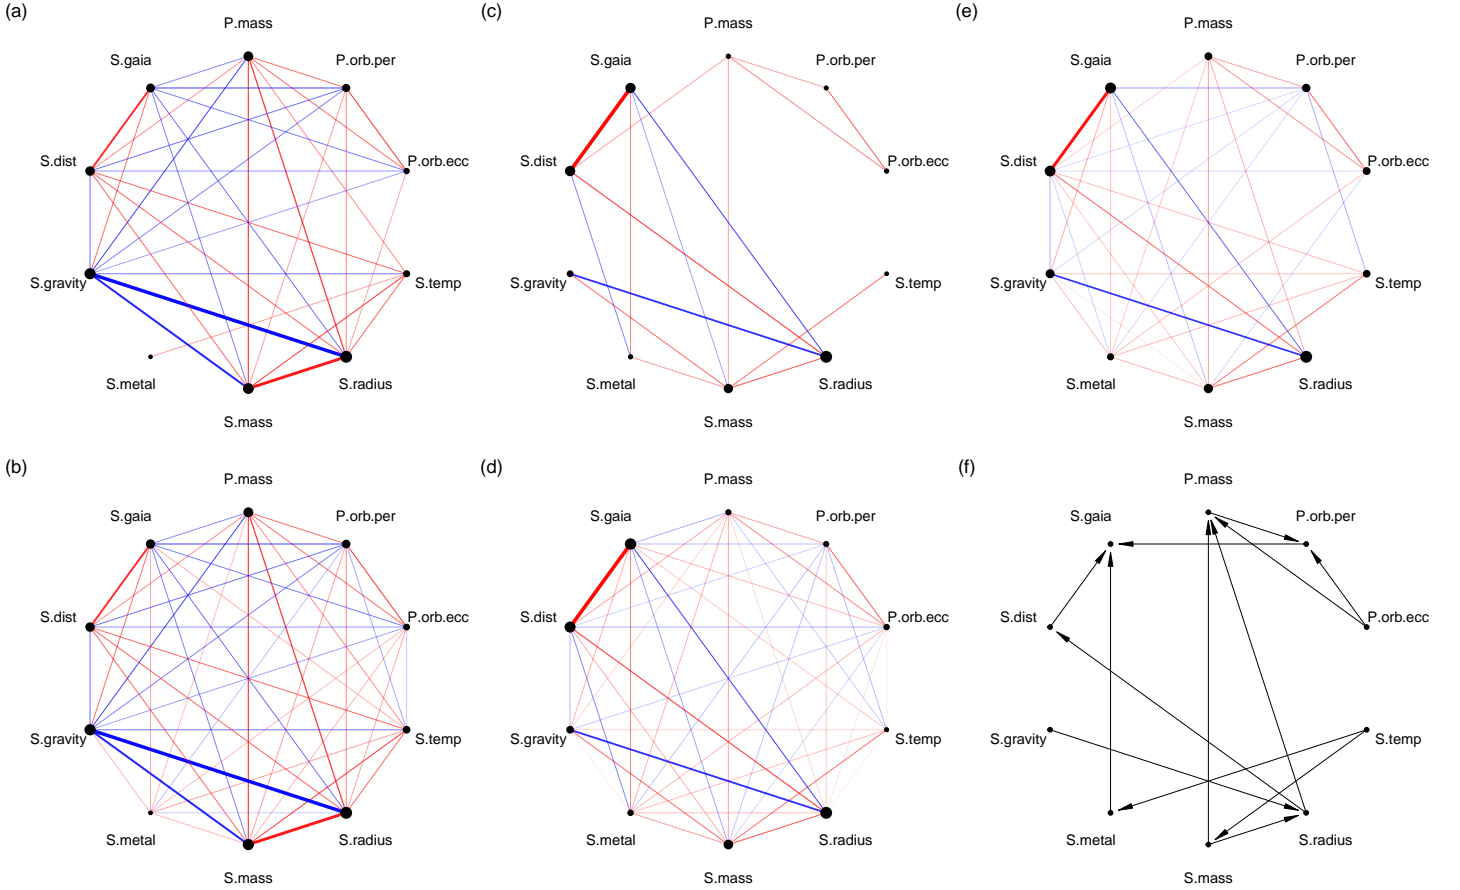 (a)
P.mass
S.gaia
P.orb.per
S.dist
P.orb.ecc
S.gravity
S.temp
S.metal
S.radius
S.mass
(c)
P.mass
S.gaia
P.orb.per
S.dist
P.orb.ecc
S.gravity
S.temp
S.metal
S.radius
S.mass
(e)
P.mass
S.gaia
P.orb.per
S.dist
P.orb.ecc
S.gravity
S.temp
S.metal
S.radius
S.mass
(b)
P.mass
S.gaia
P.orb.per
S.dist
P.orb.ecc
S.gravity
S.temp
S.metal
S.radius
S.mass
(d)
P.mass
S.gaia
P.orb.per
S.dist
P.orb.ecc
S.gravity
S.temp
S.metal
S.radius
S.mass
(f)
P.mass
S.gaia
P.orb.per
S.dist
P.orb.ecc
S.gravity
S.temp
S.metal
S.radius
S.mass